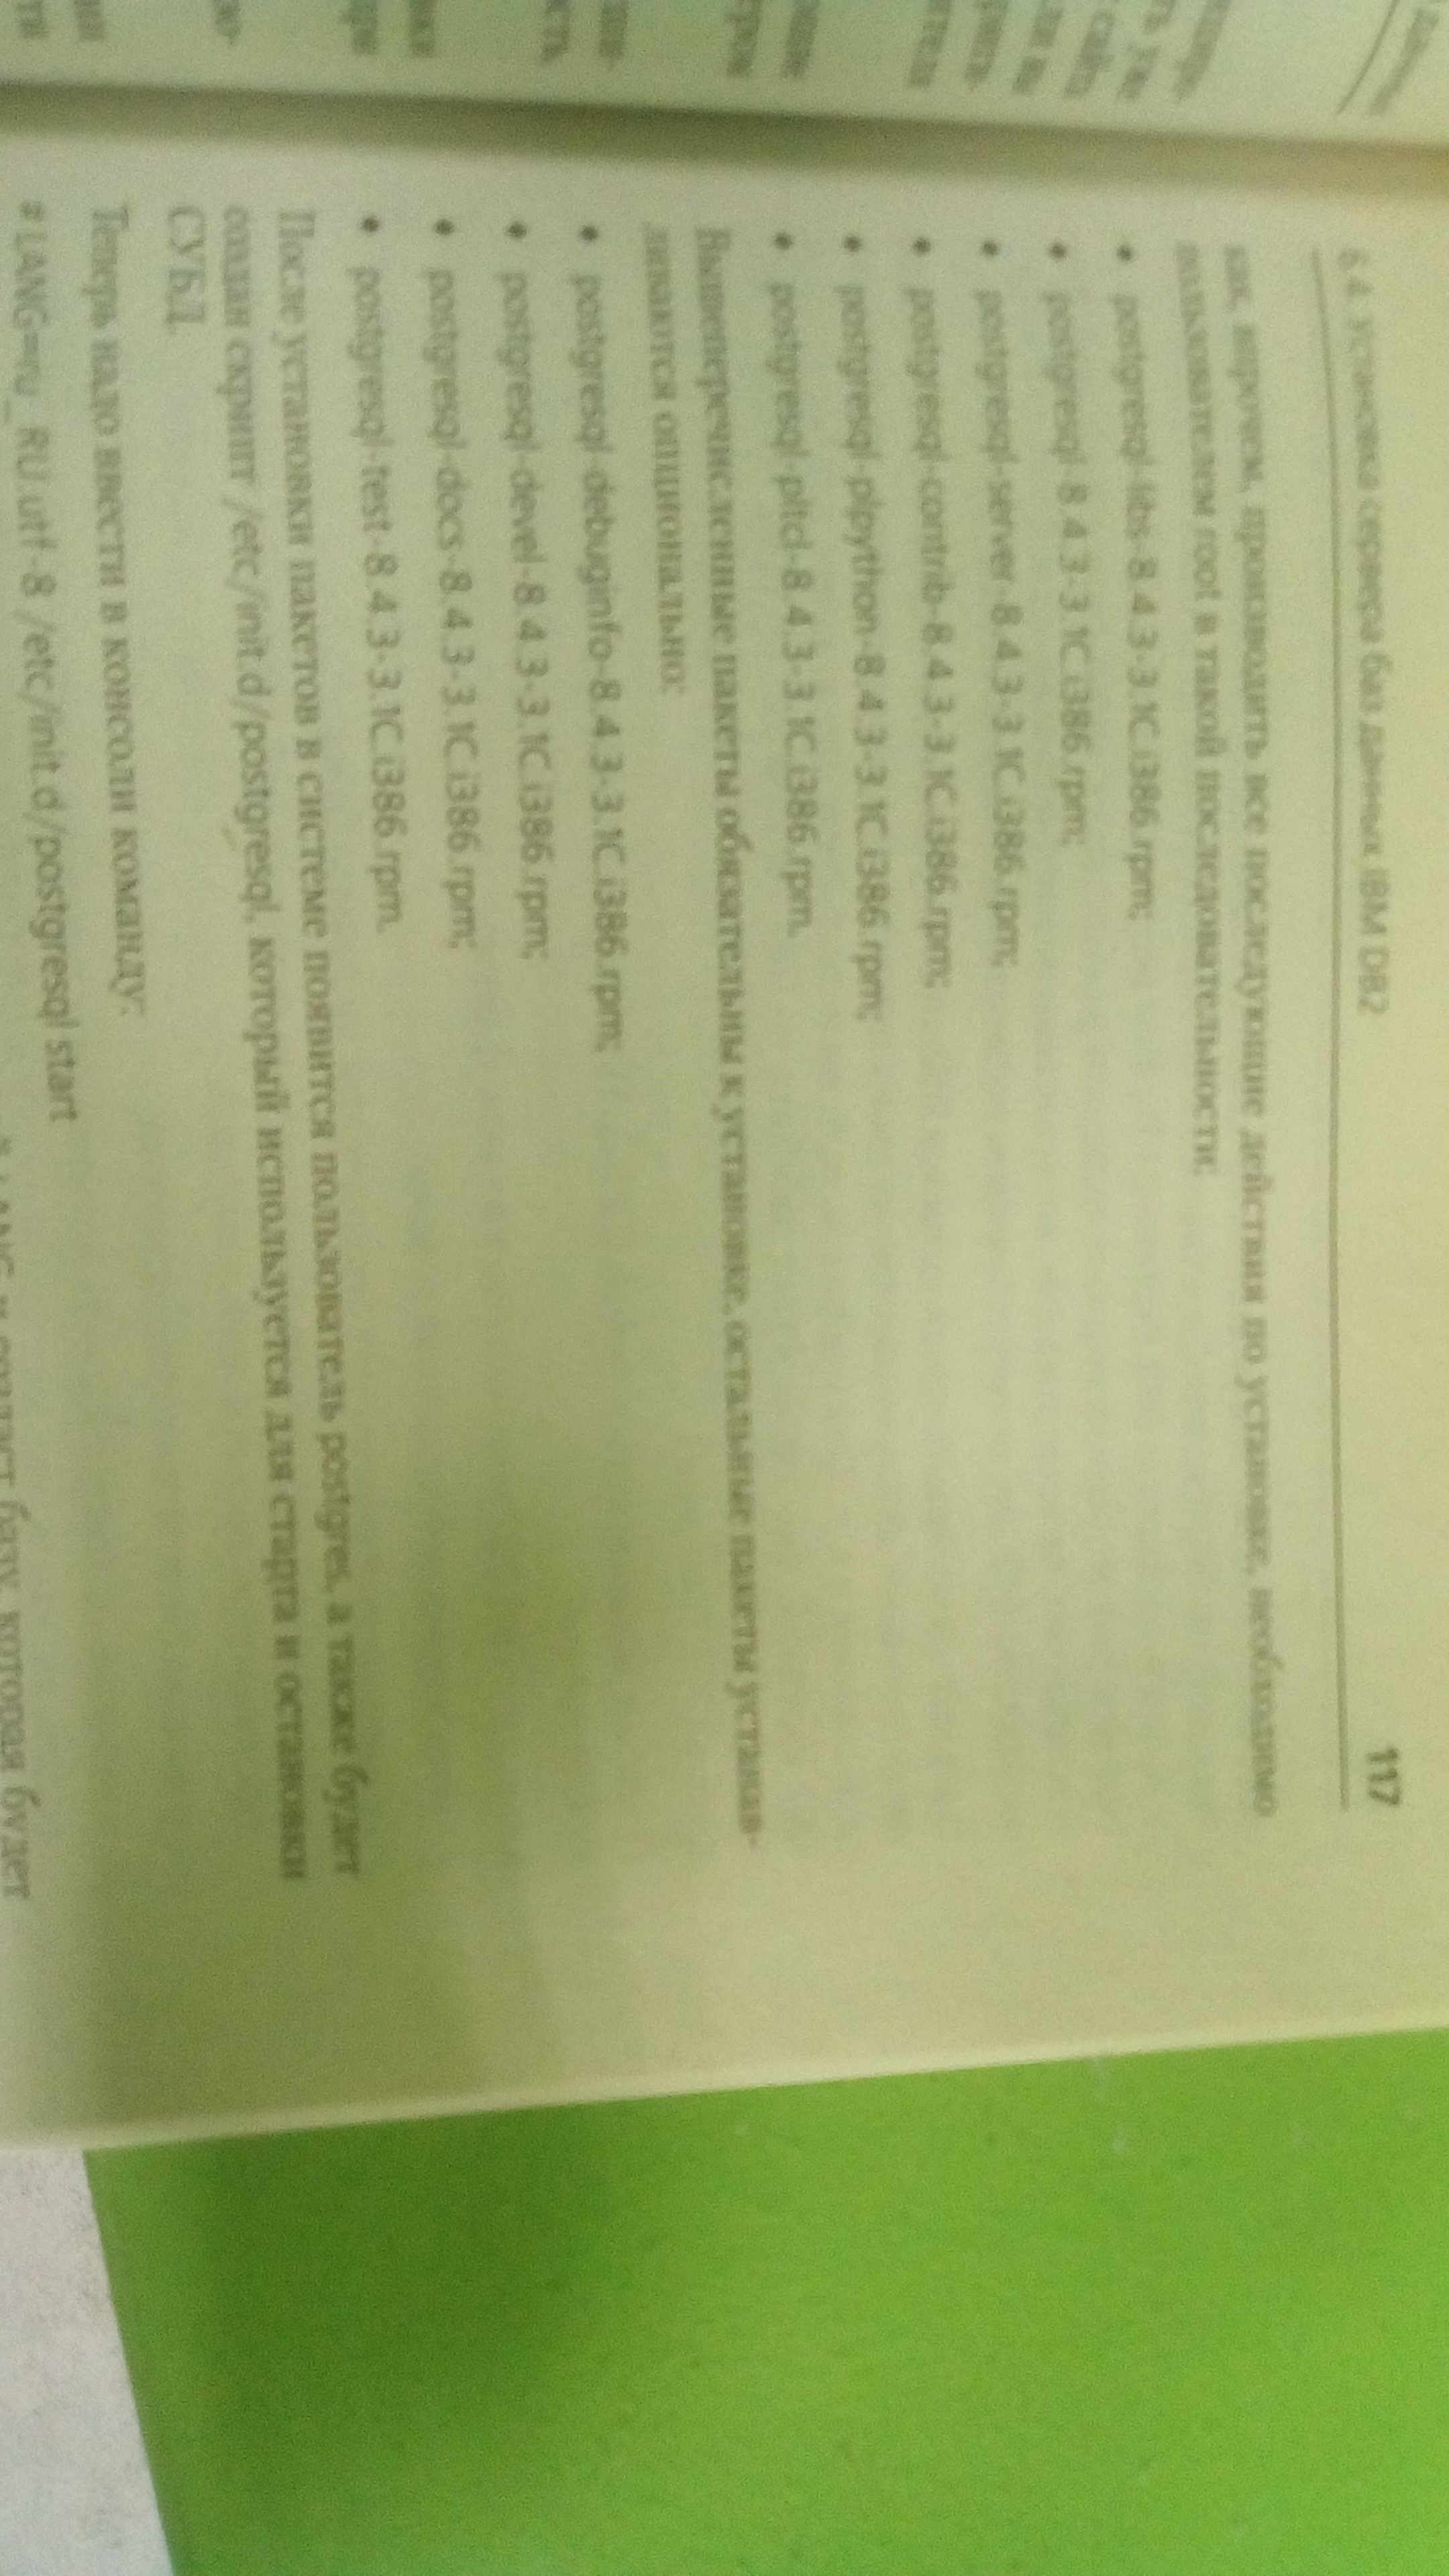 6.4. Установка сервера баз данных IBM DB2
117
как, впрочем, производить все последующие действия по установке, необходимо
пользователем root в такой последовательности:
• postgresql-libs-8.4.3-3.1C.i386.rpm;
• postgresql-8.4.3-3.1C.i386.rpm;
• postgresql-server-8.4.3-3.1C.i386.rpm;
• postgresql-contrib-8.4.3-3.1C.i386.rpm;
• postgresql-plpython-8.4.3-3.1C.i386.rpm;
• postgresql-pltcl-8.4.3-3.1C.i386.rpm.
Вышеперечисленные пакеты обязательны к установке, остальные пакеты устанав-
ливаются опционально:
• postgresql-debuginfo-8.4.3-3.1C.i386.rpm;
• postgresql-devel-8.4.3-3.1C.i386.rpm;
• postgresql-docs-8.4.3-3.1C.i386.rpm;
• postgresql-test-8.4.3-3.1C.i386.rpm.
После установки пакетов в системе появится пользователь postgres, а также будет
создан скрипт /etc/init.d/postgresql, который используется для старта и остановки
СУБД.
Теперь надо ввести в консоли команду:
# LANG=ru_RU.utf-8 /etc/init.d/postgresql start
LANG и создаст базу, которая будет